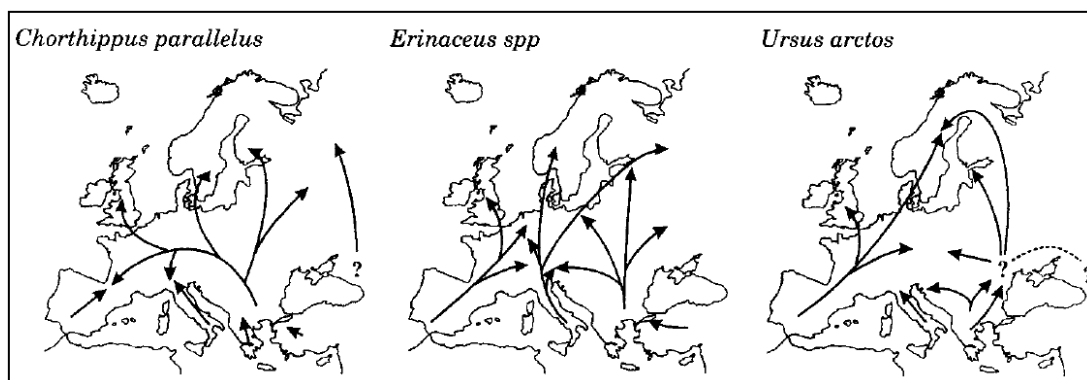 Chorthippus parallelus
Erinaceus spp
Ursus arctos
?
?
?